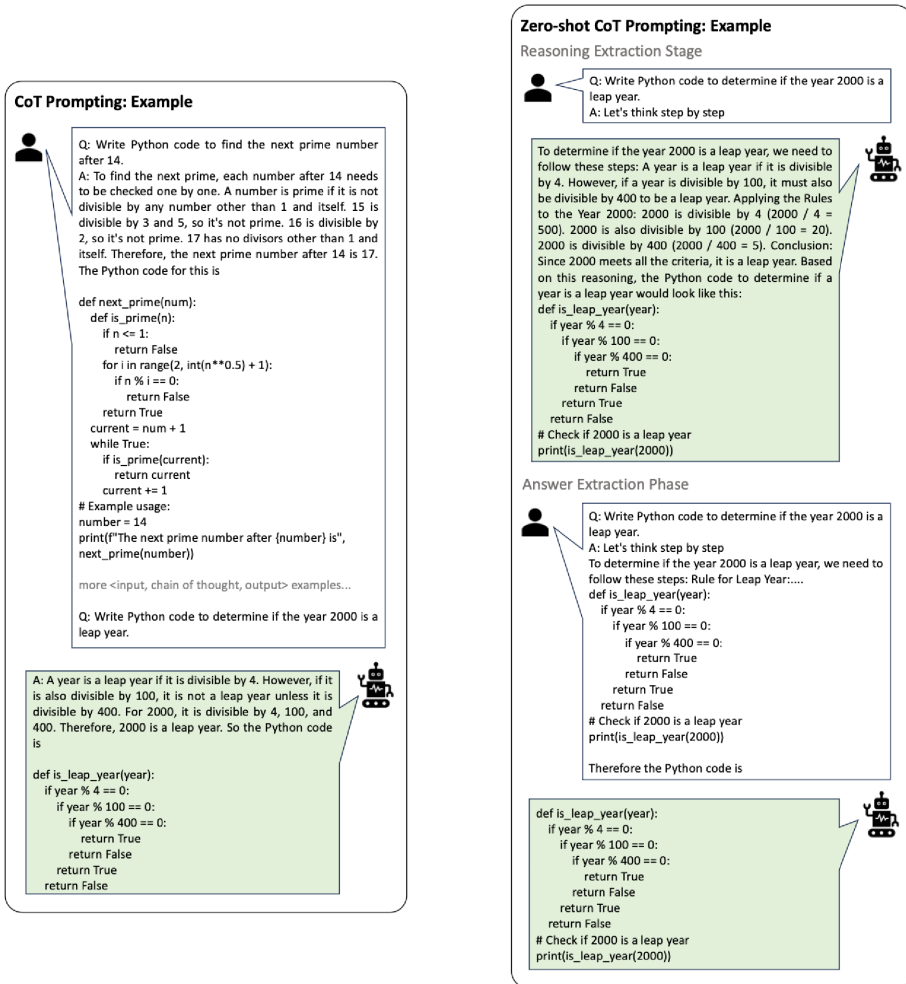 CoT Prompting: Example
Q: Write Python code to find the next prime number
after 14.
A: To find the next prime, each number after 14 needs
to be checked one by one. A number is prime if it is not
divisible by any number other than 1 and itself. 15 is
divisible by 3 and 5, so it's not prime. 16 is divisible by
2, so it's not prime. 17 has no divisors other than 1 and
itself. Therefore, the next prime number after 14 is 17.
The Python code for this is
def next_prime(num):
def is_prime(n):
if n <= 1:
return False
for i in range(2, int(n**0.5) + 1):
if n % i == 0:
return False
return True
current = num + 1
while True:
if is_prime(current):
return current
current += 1
# Example usage:
number = 14
print(f"The next prime number after {number} is",
next_prime(number))
more <input, chain of thought, output> examples...
Q: Write Python code to determine if the year 2000 is a
leap year.
A: A year is a leap year if it is divisible by 4. However, if it
is also divisible by 100, it is not a leap year unless it is
divisible by 400. For 2000, it is divisible by 4, 100, and
400. Therefore, 2000 is a leap year. So the Python code
is
def is_leap_year(year):
if year % 4 == 0:
if year % 100 == 0:
if year % 400 == 0:
return True
return False
return True
return False
Zero-shot CoT Prompting: Example
Reasoning Extraction Stage
Q: Write Python code to determine if the year 2000 is a
leap year.
A: Let's think step by step
To determine if the year 2000 is a leap year, we need to
follow these steps: A year is a leap year if it is divisible
by 4. However, if a year is divisible by 100, it must also
be divisible by 400 to be a leap year. Applying the Rules
to the Year 2000: 2000 is divisible by 4 (2000 / 4 =
500). 2000 is also divisible by 100 (2000 / 100 = 20).
2000 is divisible by 400 (2000 / 400 = 5). Conclusion:
Since 2000 meets all the criteria, it is a leap year. Based
on this reasoning, the Python code to determine if a
year is a leap year would look like this:
def is_leap_year(year):
if year % 4 == 0:
if year % 100 == 0:
if year % 400 == 0:
return True
return False
return True
return False
# Check if 2000 is a leap year
print(is_leap_year(2000))
Answer Extraction Phase
Q: Write Python code to determine if the year 2000 is a
leap year.
A: Let's think step by step
To determine if the year 2000 is a leap year, we need to
follow these steps: Rule for Leap Year:....
def is_leap_year(year):
if year % 4 == 0:
if year % 100 == 0:
if year % 400 == 0:
return True
return False
return True
return False
# Check if 2000 is a leap year
print(is_leap_year(2000))
Therefore the Python code is
def is_leap_year(year):
if year % 4 == 0:
if year % 100 == 0:
if year % 400 == 0:
return True
return False
return True
return False
# Check if 2000 is a leap year
print(is_leap_year(2000))